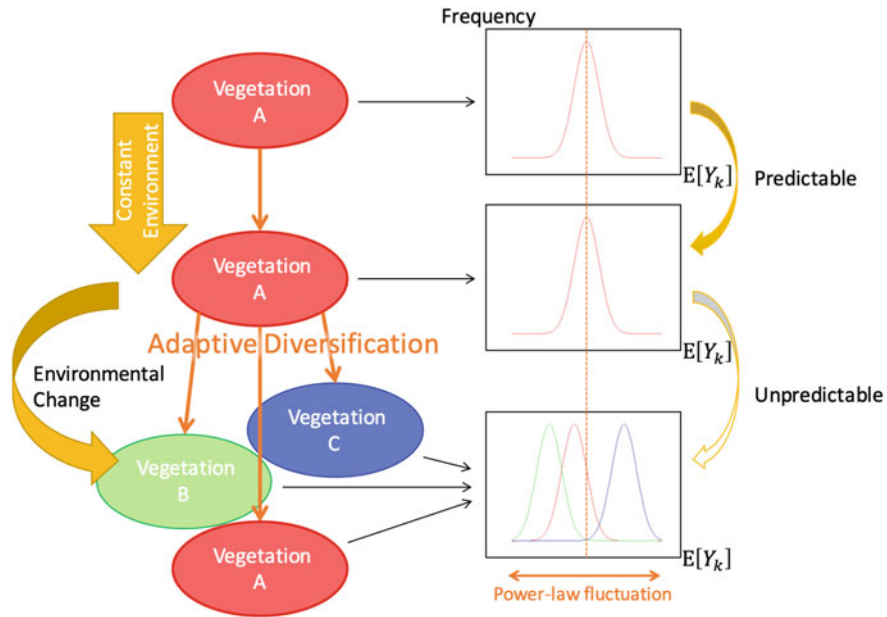 Frequency
Vegetation
A
Constant
Environment
E[Y_k]
Predictable
Vegetation
A
Adaptive Diversification
E[Y_k]
Environmental
Change
Unpredictable
Vegetation
C
Vegetation
B
Vegetation
A
E[Y_k]
Power-law fluctuation